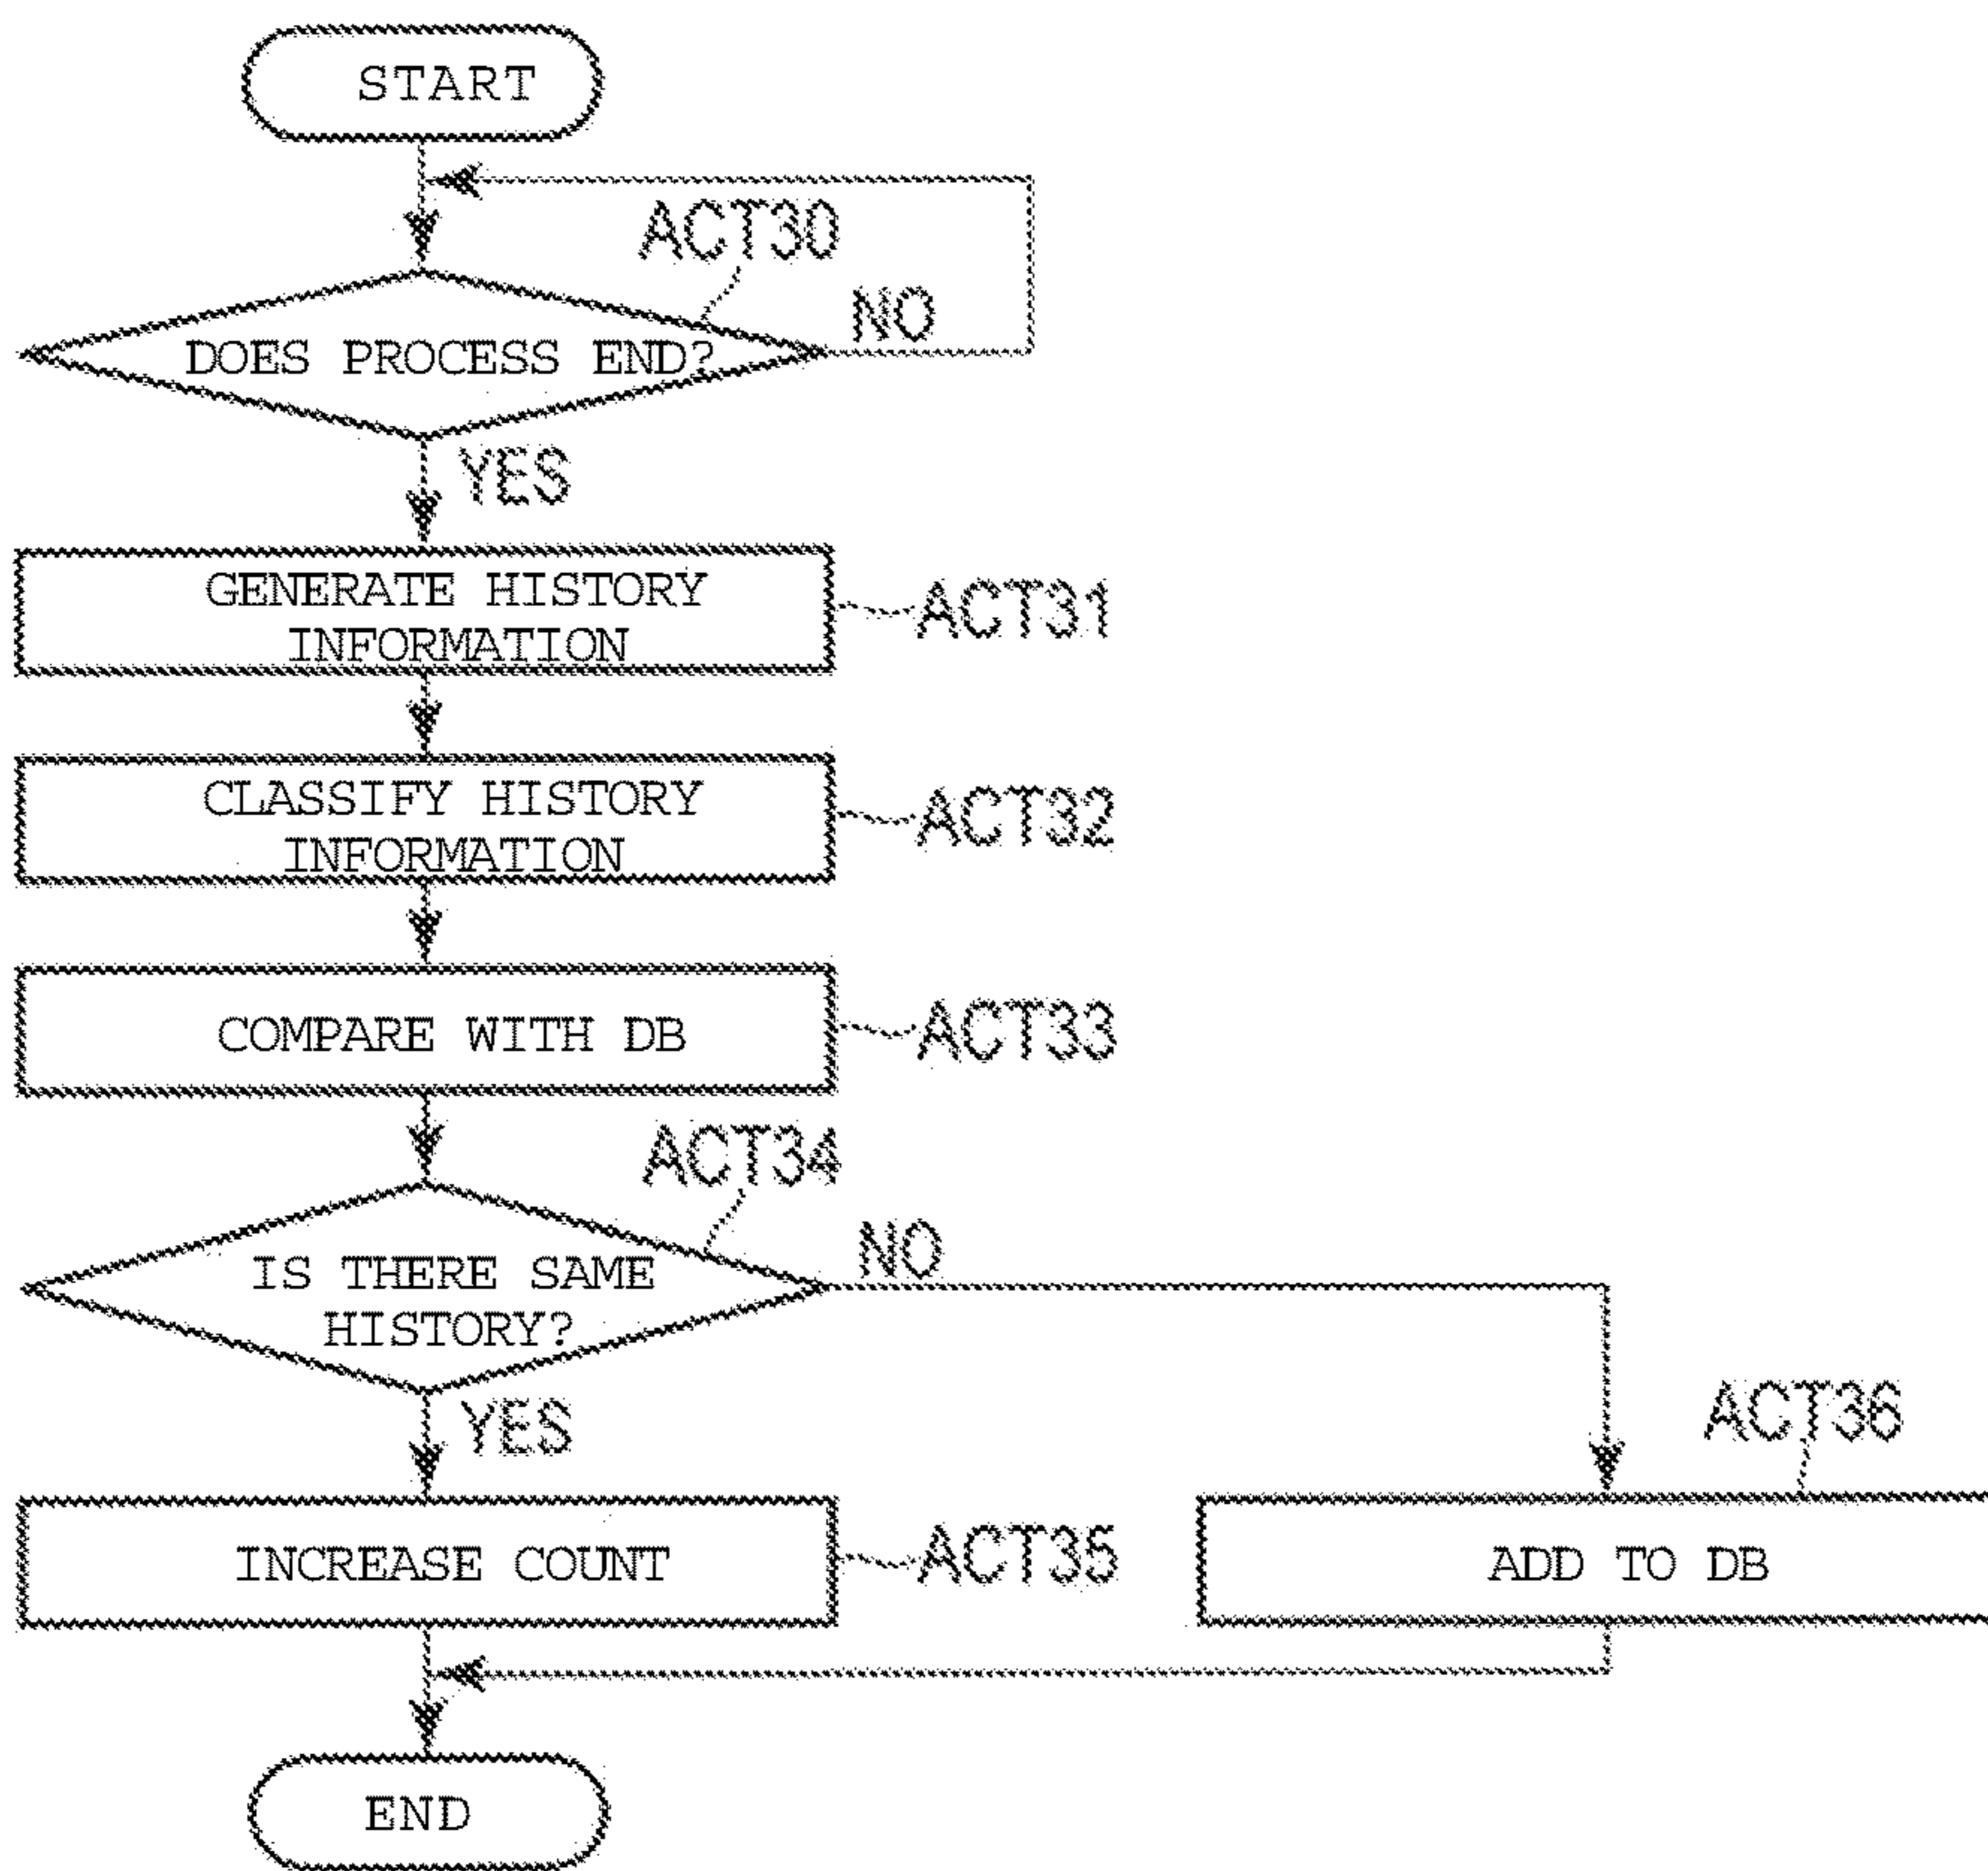 START
ACT30
NO
DOES PROCESS END?
YES
GENERATE HISTORY
INFORMATION
ACT31
CLASSIFY HISTORY
INFORMATION
ACT32
COMPARE WITH DB
ACT33
ACT34
NO
IS THERE SAME
HISTORY?
YES
ACT36
INCREASE COUNT
ACT35
ADD TO DB
END